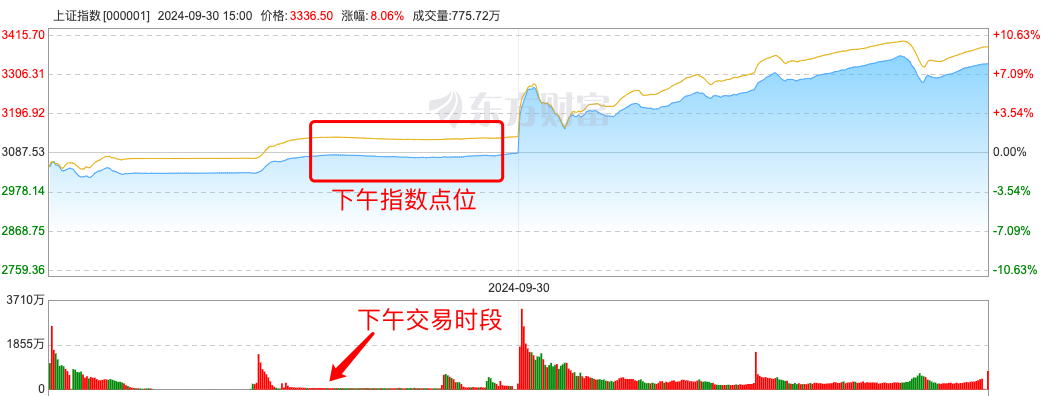 上证指数[000001] 2024-09-30 15:00 价格: 3336.50 涨幅: 8.06% 成交量:775.72万
3415.70 +10.63%
3306.31 +7.09%
3196.92 东方财富 +3.54%
3087.53 0.00%
2978.14 -3.54%
下午指数点位
2868.75 -7.09%
2759.36 -10.63%
2024-09-30
3710万
下午交易时段
1855万
0